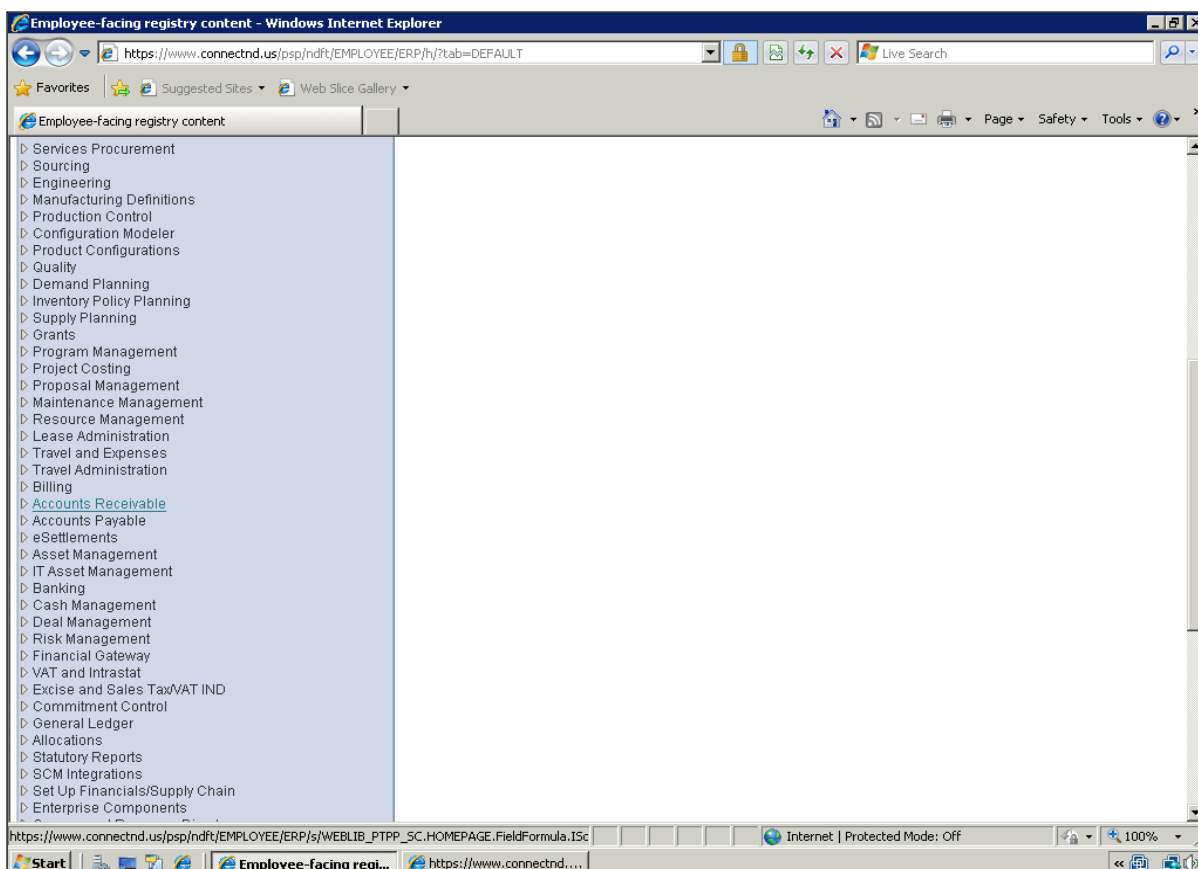 Employee-facing registry content - Windows Internet Explorer
https://www.connectnd.us/psp/ndft/EMPLOYEE/ERP/h/?tab=DEFAULT
Live Search
Favorites Suggested Sites Web Slice Gallery
Employee-facing registry content
Page Safety Tools
Services Procurement
Sourcing
Engineering
Manufacturing Definitions
Production Control
Configuration Modeler
Product Configurations
Quality
Demand Planning
Inventory Policy Planning
Supply Planning
Grants
Program Management
Project Costing
Proposal Management
Maintenance Management
Resource Management
Lease Administration
Travel and Expenses
Travel Administration
Billing
Accounts Receivable
Accounts Payable
eSettlements
Asset Management
IT Asset Management
Banking
Cash Management
Deal Management
Risk Management
Financial Gateway
VAT and Intrastat
Excise and Sales Tax/VAT IND
Commitment Control
General Ledger
Allocations
Statutory Reports
SCM Integrations
Set Up Financials/Supply Chain
Enterprise Components
https://www.connectnd.us/psp/ndft/EMPLOYEE/ERP/s/WEBLIB_PTPP_SC.HOMEPAGE.FieldFormula.ISc Internet | Protected Mode: Off 100%
Start Employee-facing regi... https://www.connectnd....